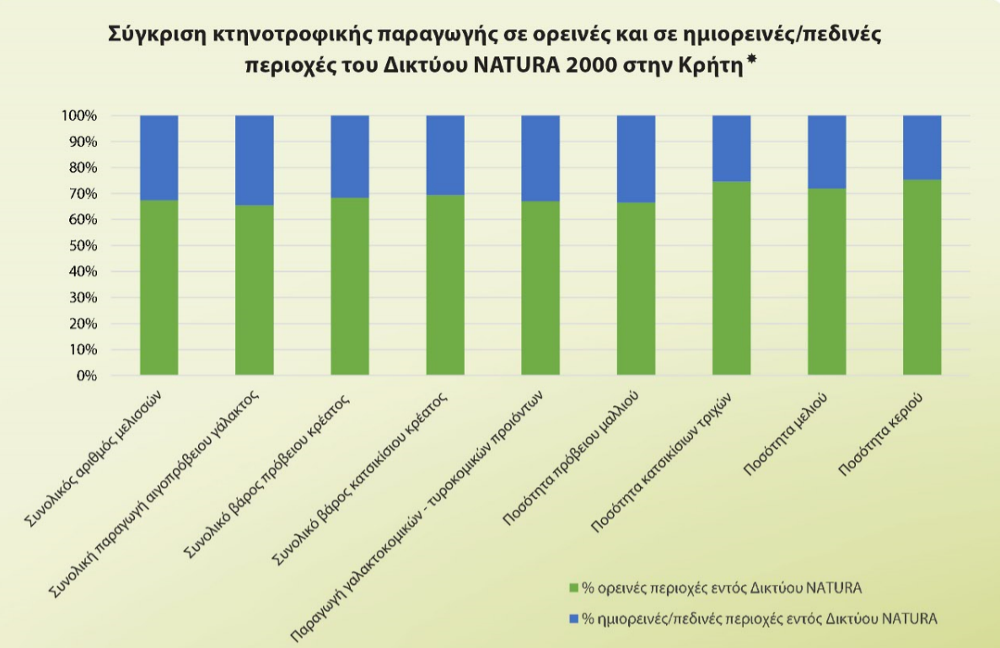 Σύγκριση κτηνοτροφικής παραγωγής σε ορεινές και σε ημιορεινές/πεδινές
περιοχές του Δικτύου NATURA 2000 στην Κρήτη*
100%
90%
80%
70%
60%
50%
40%
30%
20%
10%
0%
Συνολικός αριθμός μελισσών
Συνολική παραγωγή αιγοπρόβειου γάλακτος
Συνολικό βάρος πρόβειου κρέατος
Συνολικό βάρος κατσικίσιου κρέατος
Παραγωγή γαλακτοκομικών - τυροκομικών προιόντων
Ποσότητα πρόβειου μαλλιού
Ποσότητα κατσικίσιων τριχών
Ποσότητα μελιού
Ποσότητα κεριού
% ορεινές περιοχές εντός Δικτύου NATURA
% ημιορεινές/πεδινές περιοχές εντός Δικτύου NATURA